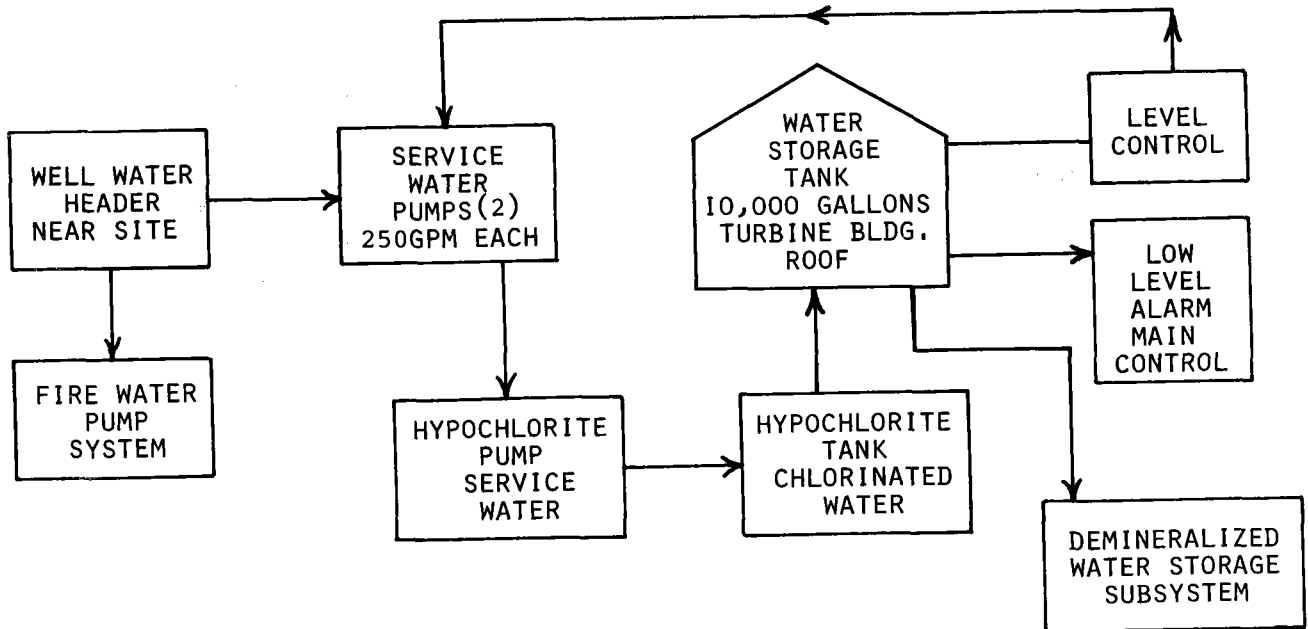 WELL WATER
HEADER
NEAR SITE
SERVICE
WATER
PUMPS(2)
250GPM EACH
WATER
STORAGE
TANK
10,000 GALLONS
TURBINE BLDG.
ROOF
LEVEL
CONTROL
LOW
LEVEL
ALARM
MAIN
CONTROL
FIRE WATER
PUMP
SYSTEM
HYPOCHLORITE
PUMP
SERVICE
WATER
HYPOCHLORITE
TANK
CHLORINATED
WATER
DEMINERALIZED
WATER STORAGE
SUBSYSTEM